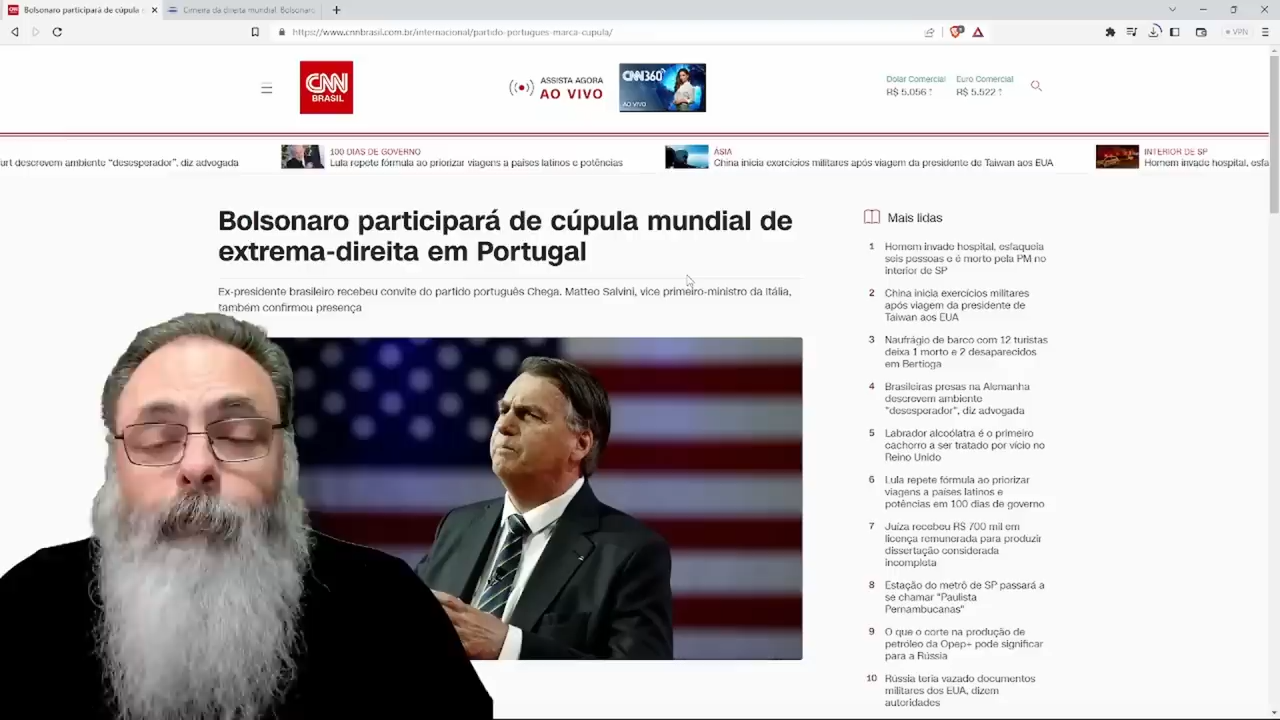 Bolsonaro participará de cúpula
Cimeira da direita mundial. Bolsonaro
https://www.cnnbrasil.com.br/internacional/partido-portugues-marca-cupula/
VPN
CNN
BRASIL
ASSISTA AGORA
AO VIVO
CNN360°
AO VIVO
Dólar Comercial
R$ 5,056 ↑
Euro Comercial
R$ 5,522 ↑
urt descrevem ambiente "desesperador", diz advogada
100 DIAS DE GOVERNO
Lula repete fórmula ao priorizar viagens a países latinos e potências
ÁSIA
China inicia exercícios militares após viagem da presidente de Taiwan aos EUA
INTERIOR DE SP
Homem invade hospital, esfa
Bolsonaro participará de cúpula mundial de
extrema-direita em Portugal
Ex-presidente brasileiro recebeu convite do partido português Chega. Matteo Salvini, vice primeiro-ministro da Itália,
também confirmou presença
Mais lidas
1 Homem invade hospital, esfaqueia
seis pessoas e é morto pela PM no
interior de SP
2 China inicia exercícios militares
após viagem da presidente de
Taiwan aos EUA
3 Naufrágio de barco com 12 turistas
deixa 1 morto e 2 desaparecidos
em Bertioga
4 Brasileiras presas na Alemanha
descrevem ambiente
"desesperador", diz advogada
5 Labrador alcoólatra é o primeiro
cachorro a ser tratado por vício no
Reino Unido
6 Lula repete fórmula ao priorizar
viagens a países latinos e
potências em 100 dias de governo
7 Juíza recebeu R$ 700 mil em
licença remunerada para produzir
dissertação considerada
incompleta
8 Estação do metrô de SP passará a
se chamar "Paulista
Pernambucanas"
9 O que o corte na produção de
petróleo da Opep+ pode significar
para a Rússia
10 Rússia teria vazado documentos
militares dos EUA, dizem
autoridades